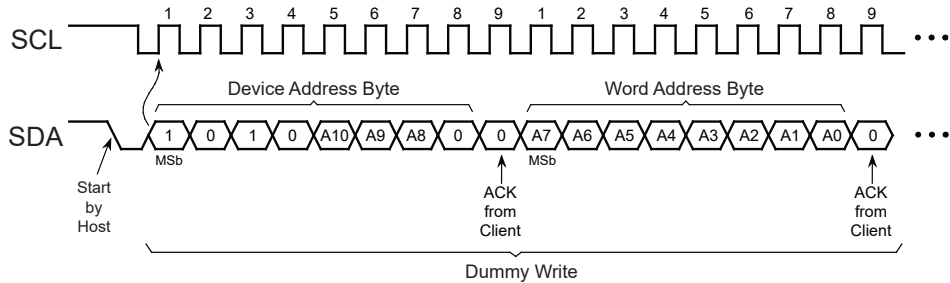 1 2 3 4 5 6 7 8 9 1 2 3 4 5 6 7 8 9
SCL
Device Address Byte Word Address Byte
SDA 1 0 1 0 A10 A9 A8 0 0 A7 A6 A5 A4 A3 A2 A1 A0 0
MSb MSb
Start
by
Host
ACK
from
Client
ACK
from
Client
Dummy Write